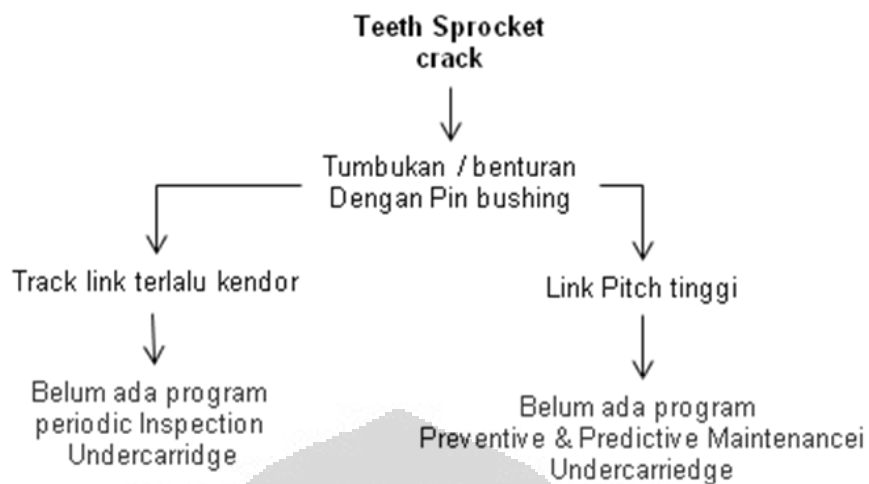 Teeth Sprocket
crack
Tumbukan / benturan
Dengan Pin bushing
Track link terlalu kendor
Link Pitch tinggi
Belum ada program
periodic Inspection
Undercarridge
Belum ada program
Preventive & Predictive Maintenancei
Undercarriedge